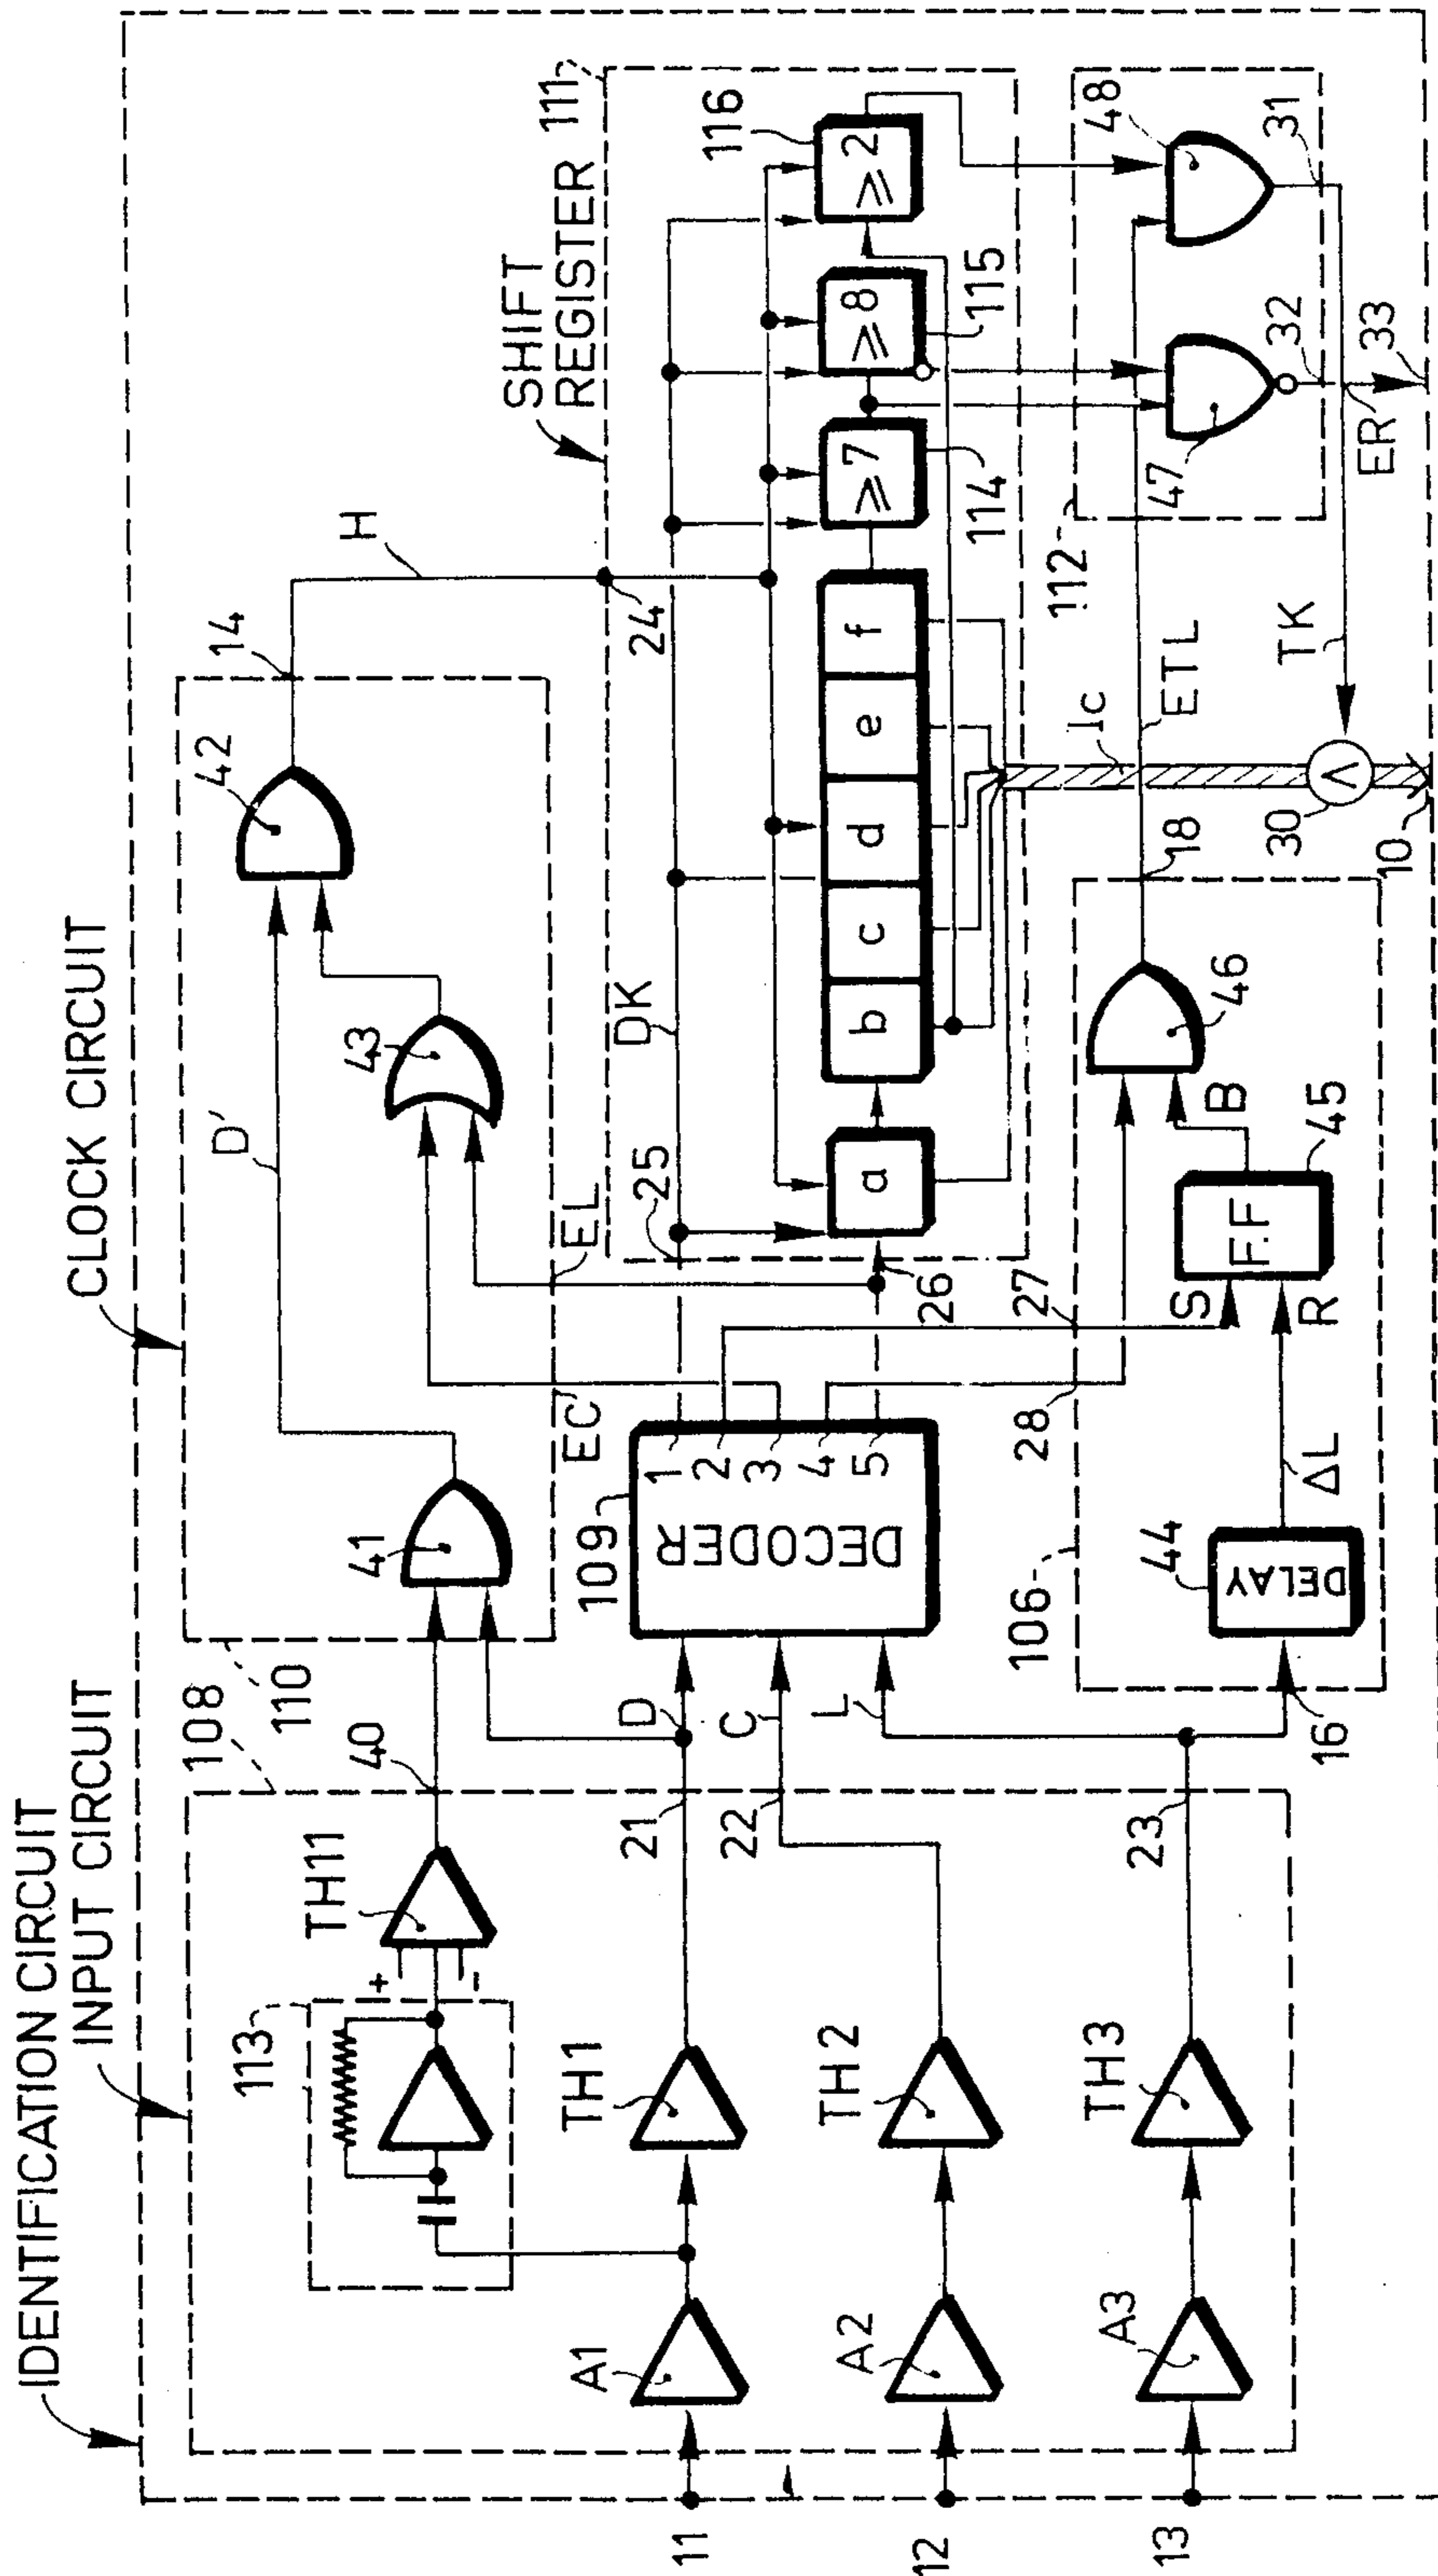 IDENTIFICATION CIRCUIT
INPUT CIRCUIT
108
CLOCK CIRCUIT
110
SHIFT
REGISTER
111
113
+
-
TH11
40
41
D'
42
43
14
H
24
A1
TH1
21
D
11
A2
TH2
22
C
12
A3
TH3
23
L
13
109
DECODER
1
2
3
4
5
EC
EL
25
DK
26
a
b
c
d
e
f
≥7
114
≥8
115
≥2
116
27
28
106
16
44
DELAY
ΔL
S
R
F.F
45
B
46
18
ETL
Ic
30
10
TK
112
47
48
ER
32
33
31